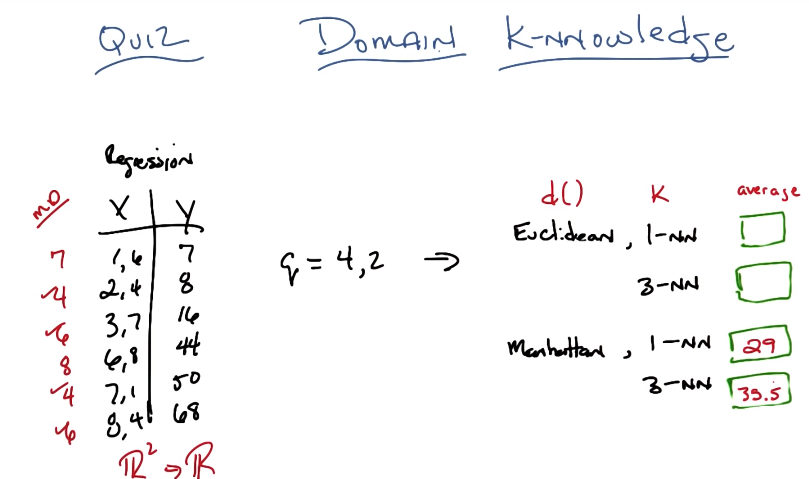 QUIZ DOMAIN K-NNOWledge
Regression
MD X Y
7 1,6 7
✓4 2,4 8
✓6 3,7 16
8 6,8 44
✓4 7,1 50
✓6 8,4 68
ℝ² → ℝ
q = 4,2 ⇒
d() K average
Euclidean, 1-NN
3-NN
Manhattan, 1-NN 29
3-NN 35.5